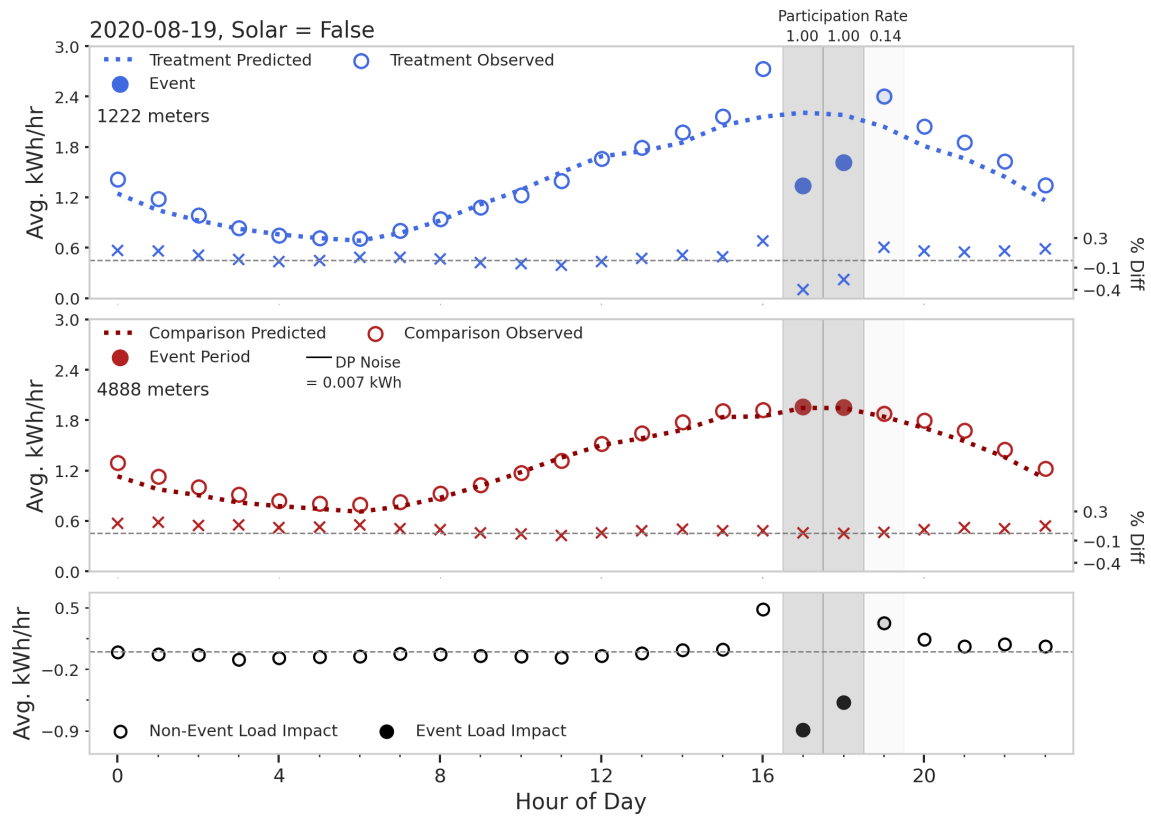 Participation Rate
2020-08-19, Solar = False
1.00 1.00 0.14
3.0
2.4
1.8
1.2
0.6
0.0
Avg. kWh/hr
Treatment Predicted
Treatment Observed
Event
1222 meters
0.3
−0.1
−0.4
% Diff
3.0
2.4
1.8
1.2
0.6
0.0
Avg. kWh/hr
Comparison Predicted
Comparison Observed
Event Period
DP Noise
= 0.007 kWh
4888 meters
0.3
−0.1
−0.4
% Diff
0.5
−0.2
−0.9
Avg. kWh/hr
Non-Event Load Impact
Event Load Impact
0 4 8 12 16 20
Hour of Day